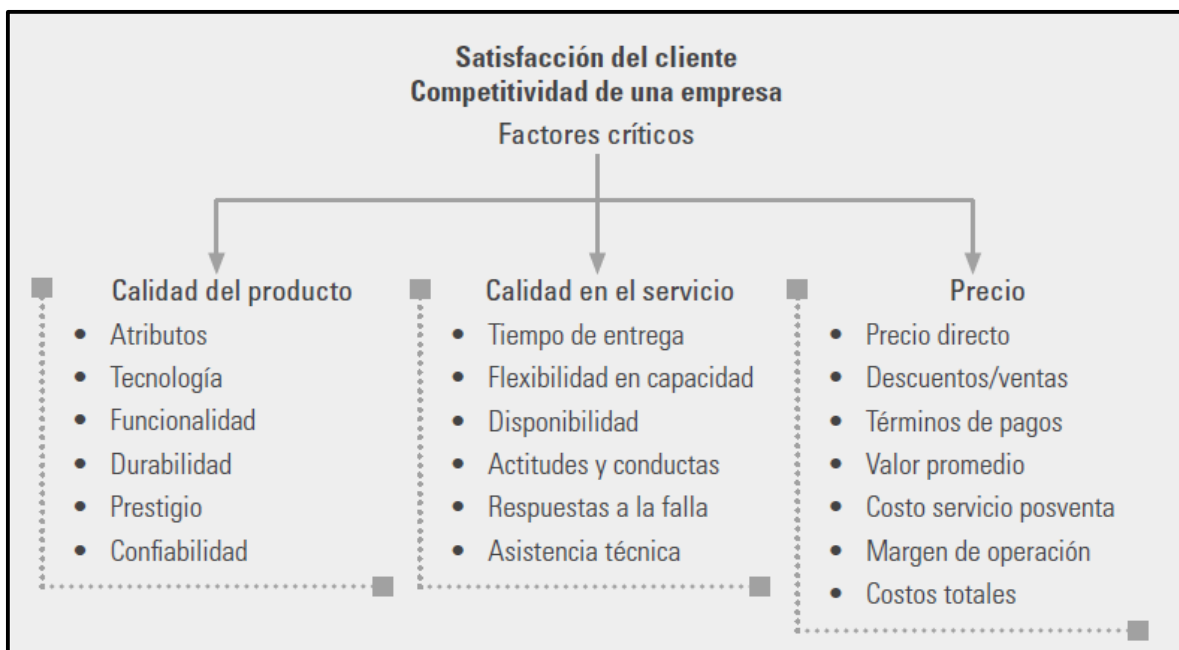 Satisfacción del cliente
Competitividad de una empresa
Factores críticos
Calidad del producto
• Atributos
• Tecnología
• Funcionalidad
• Durabilidad
• Prestigio
• Confiabilidad
Calidad en el servicio
• Tiempo de entrega
• Flexibilidad en capacidad
• Disponibilidad
• Actitudes y conductas
• Respuestas a la falla
• Asistencia técnica
Precio
• Precio directo
• Descuentos/ventas
• Términos de pagos
• Valor promedio
• Costo servicio posventa
• Margen de operación
• Costos totales